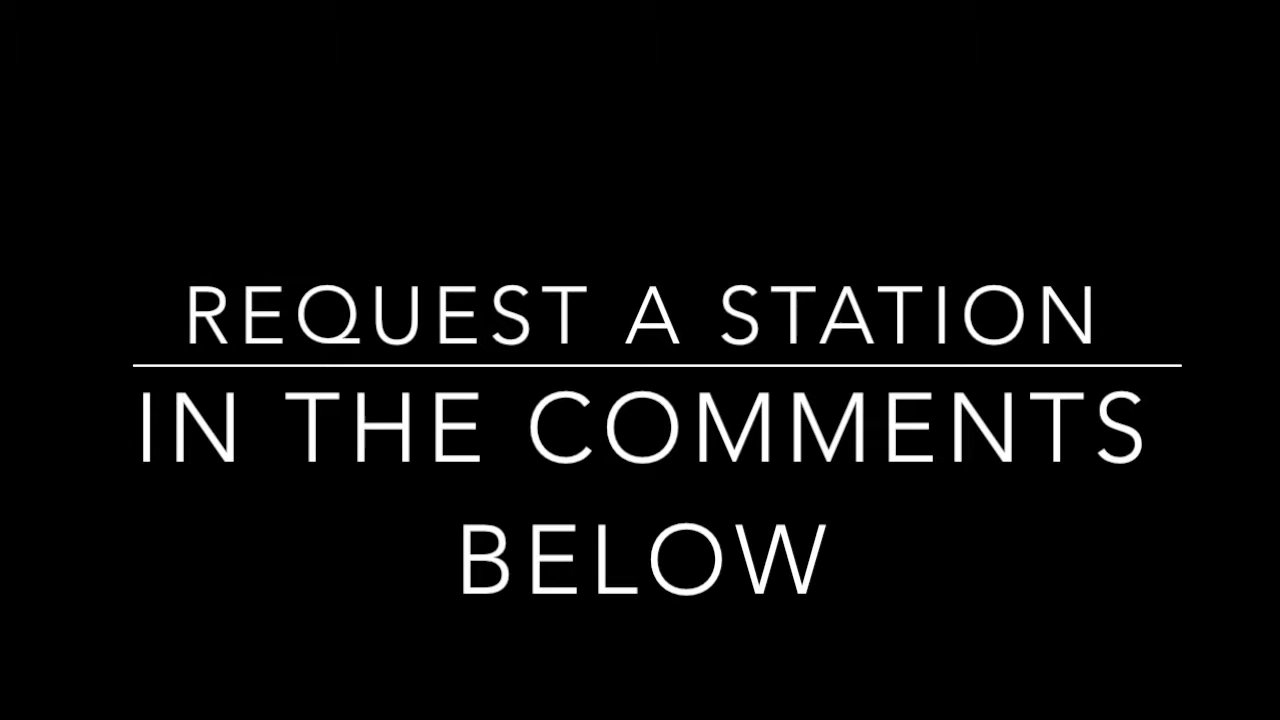 REQUEST A STATION
IN THE COMMENTS
BELOW